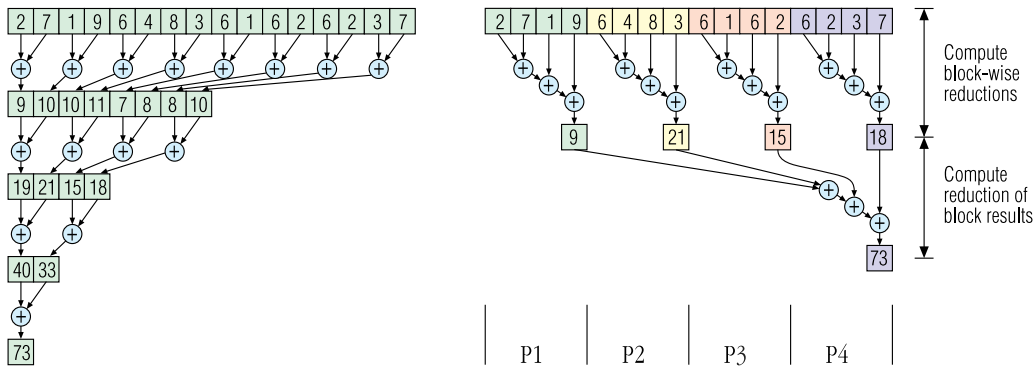 2 7 1 9 6 4 8 3 6 1 6 2 6 2 3 7
+ + + + + + + +
9 10 10 11 7 8 8 10
+ + + +
19 21 15 18
+ +
40 33
+
73
2 7 1 9 6 4 8 3 6 1 6 2 6 2 3 7
+ + + +
+ + + +
+ + + +
9 21 15 18
+
+
+
73
Compute
block-wise
reductions
Compute
reduction of
block results
P1 P2 P3 P4